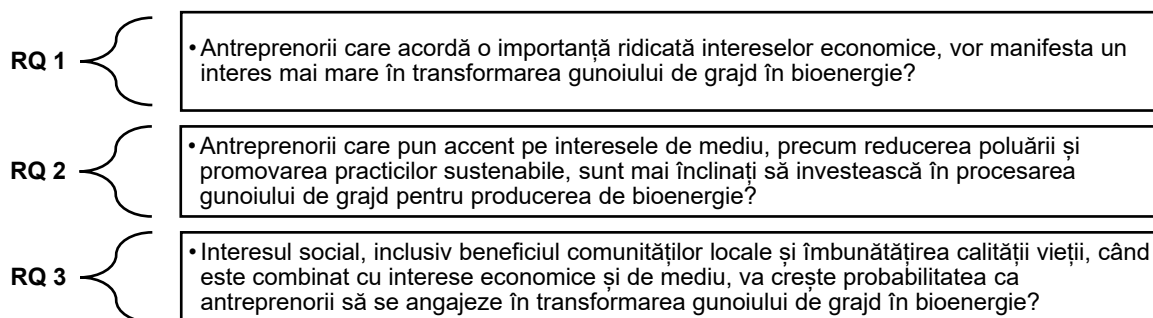 RQ 1
• Antreprenorii care acordă o importanță ridicată intereselor economice, vor manifesta un
interes mai mare în transformarea gunoiului de grajd în bioenergie?
RQ 2
• Antreprenorii care pun accent pe interesele de mediu, precum reducerea poluării și
promovarea practicilor sustenabile, sunt mai înclinați să investească în procesarea
gunoiului de grajd pentru producerea de bioenergie?
RQ 3
• Interesul social, inclusiv beneficiul comunităților locale și îmbunătățirea calității vieții, când
este combinat cu interese economice și de mediu, va crește probabilitatea ca
antreprenorii să se angajeze în transformarea gunoiului de grajd în bioenergie?